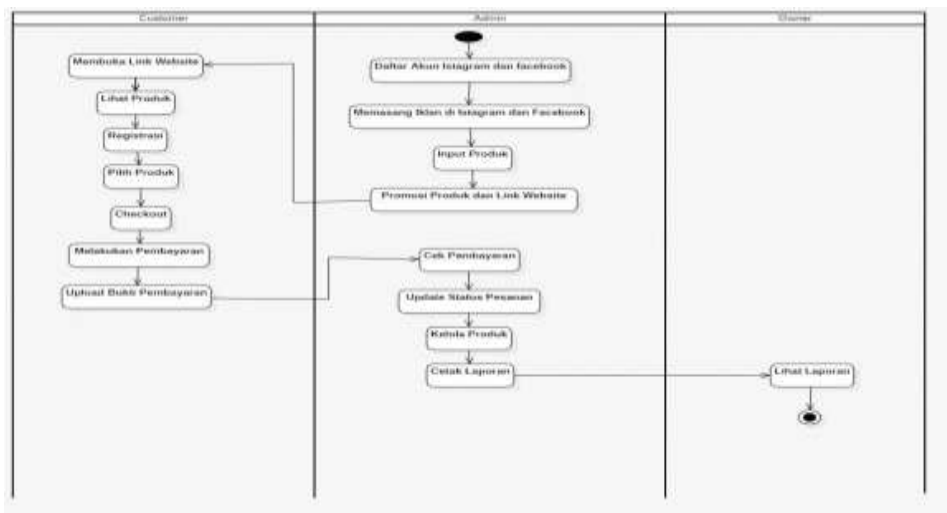 Customer
Admin
Owner
Daftar Akun Istagram dan facebook
Memasang Iklan di Istagram dan Facebook
Input Produk
Promosi Produk dan Link Website
Membuka Link Website
Lihat Produk
Registrasi
Pilih Produk
Checkout
Melakukan Pembayaran
Upload Bukti Pembayaran
Cek Pembayaran
Update Status Pesanan
Kelola Produk
Cetak Laporan
Lihat Laporan